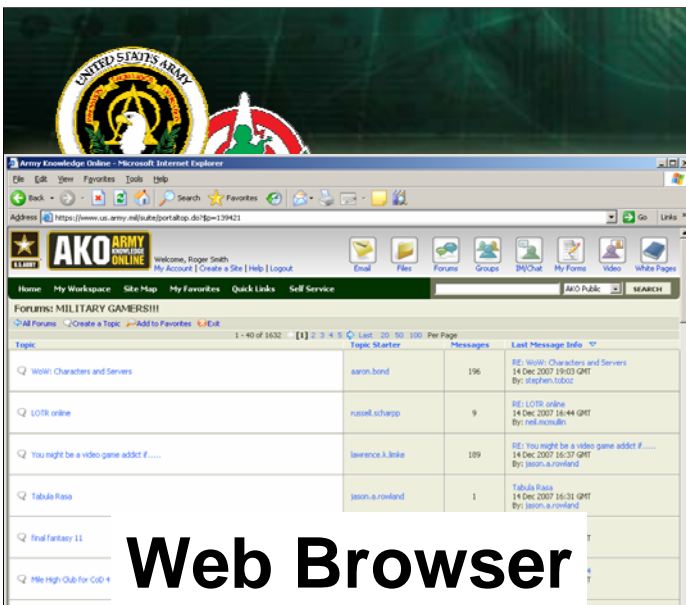 UNITED STATES ARMY
Army Knowledge Online - Microsoft Internet Explorer
File Edit View Favorites Tools Help
Back Search Favorites
Address https://www.us.army.mil/suite/portaltop.do?$p=139421 Go Links
U.S. ARMY AKO ARMY KNOWLEDGE ONLINE
Welcome, Roger Smith
My Account | Create a Site | Help | Logout
Email Files Forums Groups IM/Chat My Forms Video White Pages
Home My Workspace Site Map My Favorites Quick Links Self Service AKO Public SEARCH
Forums: MILITARY GAMERS!!!
All Forums Create a Topic Add to Favorites Exit
1 - 40 of 1632 [1] 2 3 4 5 Last 20 50 100 Per Page
Topic Topic Starter Messages Last Message Info
WoW: Characters and Servers aaron.bond 196 RE: WoW: Characters and Servers
14 Dec 2007 19:03 GMT
By: stephen.toboz
LOTR online russell.scharpp 9 RE: LOTR online
14 Dec 2007 16:44 GMT
By: neil.mcmullin
You might be a video game addict if...... lawrence.k.limke 189 RE: You might be a video game addict if......
14 Dec 2007 16:37 GMT
By: jason.a.rowland
Tabula Rasa jason.a.rowland 1 Tabula Rasa
14 Dec 2007 16:31 GMT
By: jason.a.rowland
final fantasy 11
Mile High Club for CoD 4
Web Browser